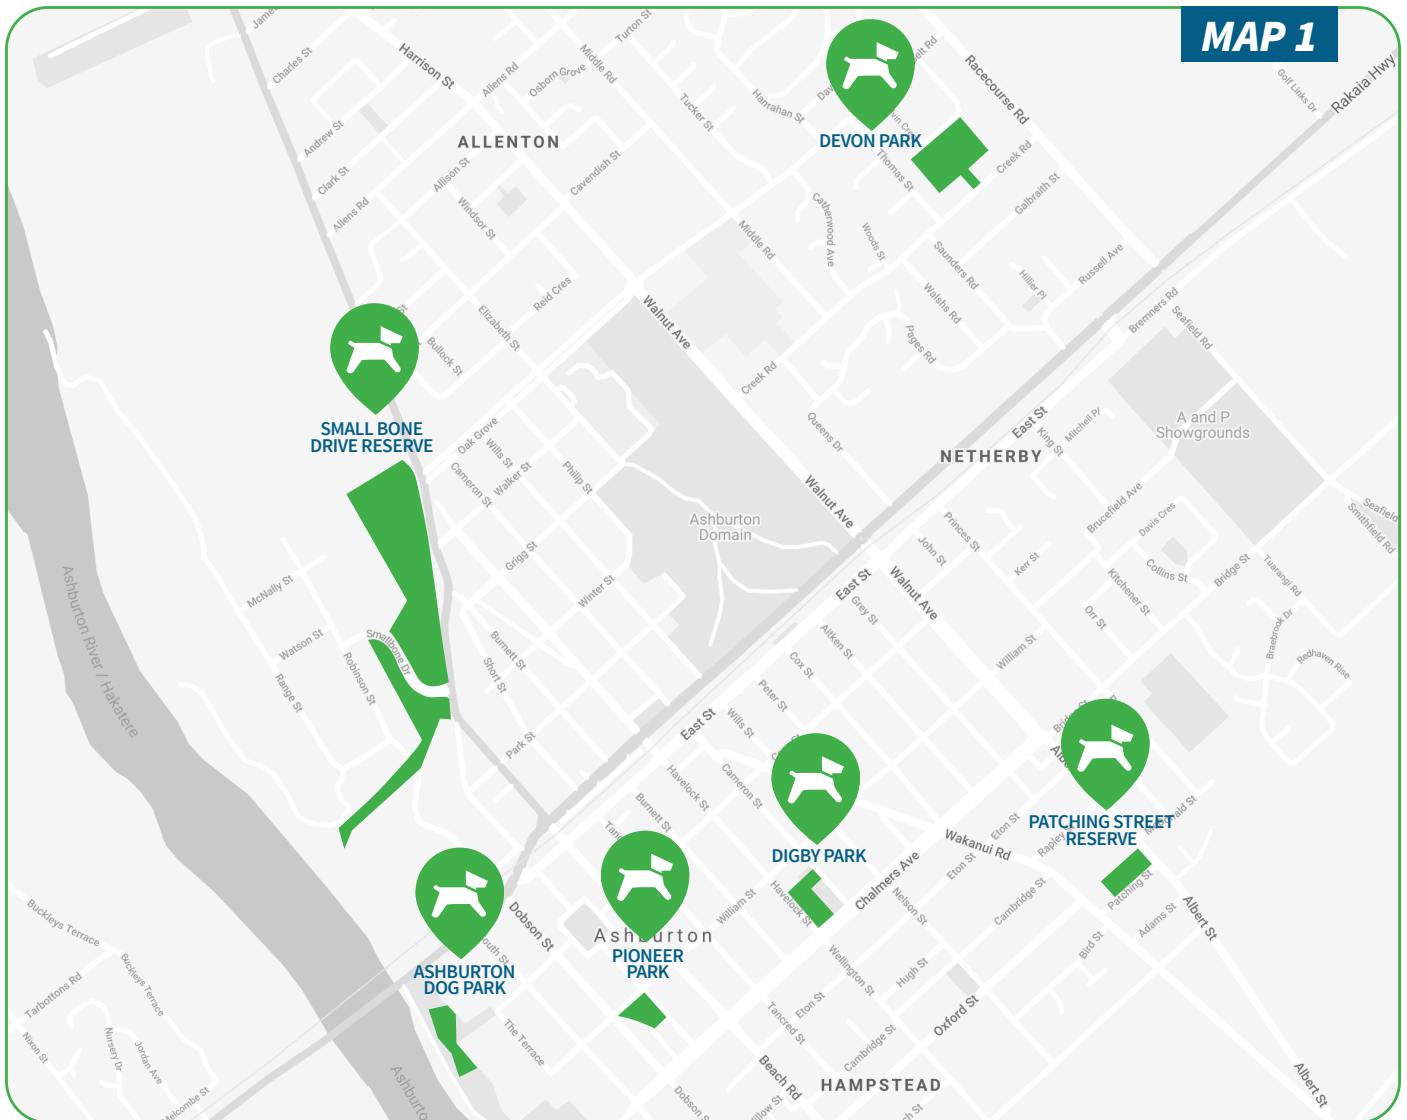 MAP 1
Charles St
Harrison St
Allens Rd
Osborn Grove
Middle Rd
Turton St
Tucker St
Hanrahan St
Racecourse Rd
Golf Links Dr
Rakaia Hwy
Andrew St
Clark St
Allens Rd
ALLENTON
Allison St
Windsor St
Cavendish St
DEVON PARK
Thomas St
Creek Rd
Galbraith St
Catherwood Ave
Woods St
Middle Rd
Saunders Rd
Walshs Rd
Hillier Pl
Russell Ave
Bremners Rd
Seafield Rd
Reid Cres
Elizabeth St
Bullock St
Walnut Ave
Creek Rd
Pages Rd
Queens Dr
SMALL BONE
DRIVE RESERVE
Oak Grove
Wills St
Walker St
Cameron St
Philip St
East St
King St
Mitchell Pl
A and P
Showgrounds
NETHERBY
Walnut Ave
Ashburton
Domain
Princes St
John St
Brucefield Ave
Davis Cres
Collins St
Kitchener St
Kerr St
Orr St
Bridge St
Tuarangi Rd
Seafield
Smithfield Rd
Braebrook Dr
Redhaven Rise
Grigg St
Winter St
McNally St
Watson St
Smallbone Dr
Robinson St
Range St
Burnett St
Short St
Park St
Ashburton River / Hakatere
East St
Grey St
Walnut Ave
Aitken St
Cox St
William St
Peter St
Wills St
East St
Cameron St
Havelock St
Burnett St
DIGBY PARK
Havelock St
Chalmers Ave
Wakanui Rd
Eton St
Eton St
Nelson St
Cambridge St
PATCHING STREET
RESERVE
Patching St
Adams St
Albert St
Bird St
ASHBURTON
DOG PARK
Dobson St
Ashburton
PIONEER
PARK
William St
Wellington St
Hugh St
Oxford St
Tancred St
Eton St
Cambridge St
Beach Rd
HAMPSTEAD
Dobson S
The Terrace
Buckleys Terrace
Buckleys Terrace
Tarbottons Rd
Nixon St
Nursery Dr
Jordan Ave
Melcombe St
Albert St